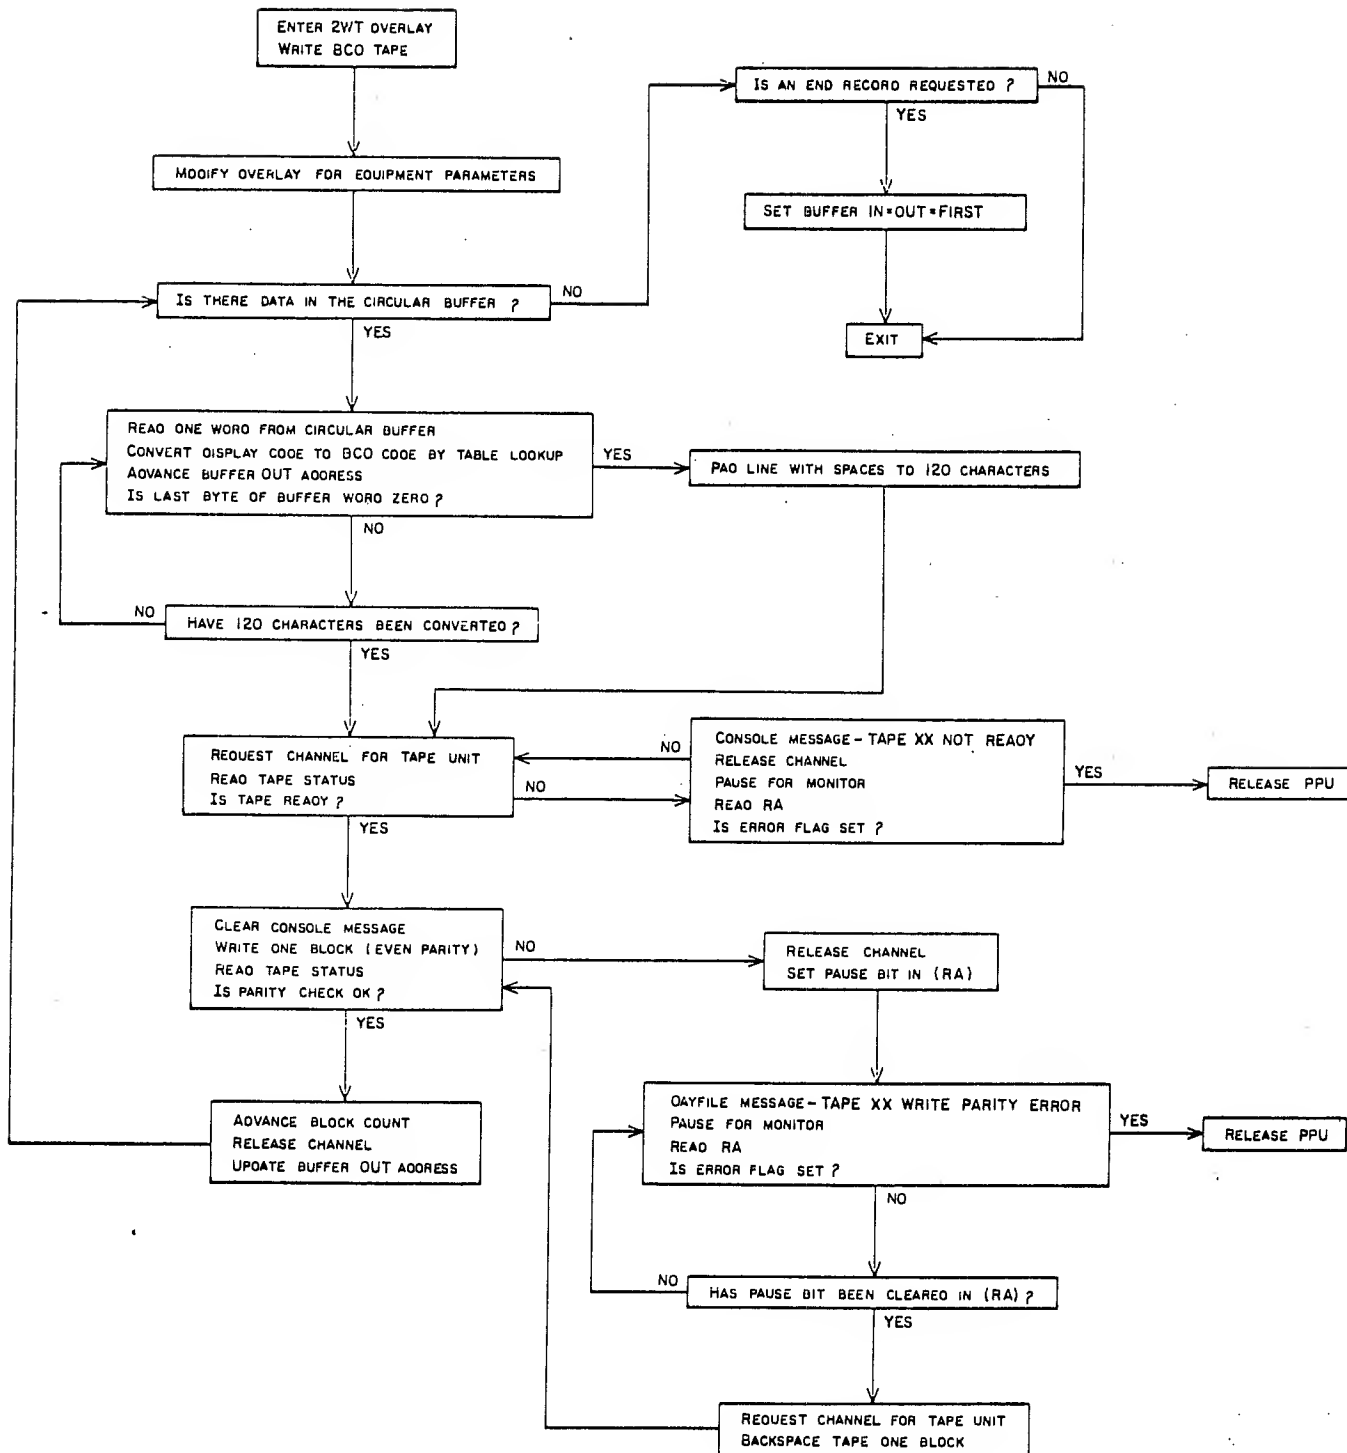 ENTER 2WT OVERLAY
WRITE BCD TAPE
MODIFY OVERLAY FOR EQUIPMENT PARAMETERS
IS THERE DATA IN THE CIRCULAR BUFFER ?
NO
YES
IS AN END RECORD REQUESTED ?
NO
YES
SET BUFFER IN=OUT=FIRST
EXIT
READ ONE WORD FROM CIRCULAR BUFFER
CONVERT DISPLAY CODE TO BCD CODE BY TABLE LOOKUP
ADVANCE BUFFER OUT ADDRESS
IS LAST BYTE OF BUFFER WORD ZERO ?
YES
NO
PAD LINE WITH SPACES TO 120 CHARACTERS
NO
HAVE 120 CHARACTERS BEEN CONVERTED ?
YES
REQUEST CHANNEL FOR TAPE UNIT
READ TAPE STATUS
IS TAPE READY ?
NO
NO
YES
CONSOLE MESSAGE - TAPE XX NOT READY
RELEASE CHANNEL
PAUSE FOR MONITOR
READ RA
IS ERROR FLAG SET ?
YES
RELEASE PPU
CLEAR CONSOLE MESSAGE
WRITE ONE BLOCK (EVEN PARITY)
READ TAPE STATUS
IS PARITY CHECK OK ?
NO
YES
RELEASE CHANNEL
SET PAUSE BIT IN (RA)
ADVANCE BLOCK COUNT
RELEASE CHANNEL
UPDATE BUFFER OUT ADDRESS
DAYFILE MESSAGE - TAPE XX WRITE PARITY ERROR
PAUSE FOR MONITOR
READ RA
IS ERROR FLAG SET ?
YES
RELEASE PPU
NO
NO
HAS PAUSE BIT BEEN CLEARED IN (RA) ?
YES
REQUEST CHANNEL FOR TAPE UNIT
BACKSPACE TAPE ONE BLOCK